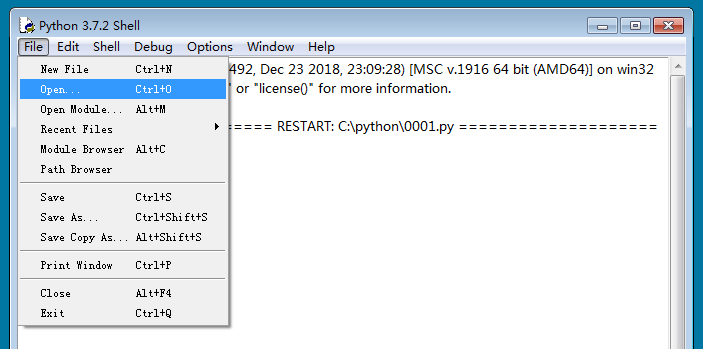 Python 3.7.2 Shell
File Edit Shell Debug Options Window Help
492, Dec 23 2018, 23:09:28) [MSC v.1916 64 bit (AMD64)] on win32
" or "license()" for more information.
===== RESTART: C:\python\0001.py ====================
New File Ctrl+N
Open... Ctrl+O
Open Module... Alt+M
Recent Files
Module Browser Alt+C
Path Browser
Save Ctrl+S
Save As... Ctrl+Shift+S
Save Copy As... Alt+Shift+S
Print Window Ctrl+P
Close Alt+F4
Exit Ctrl+Q